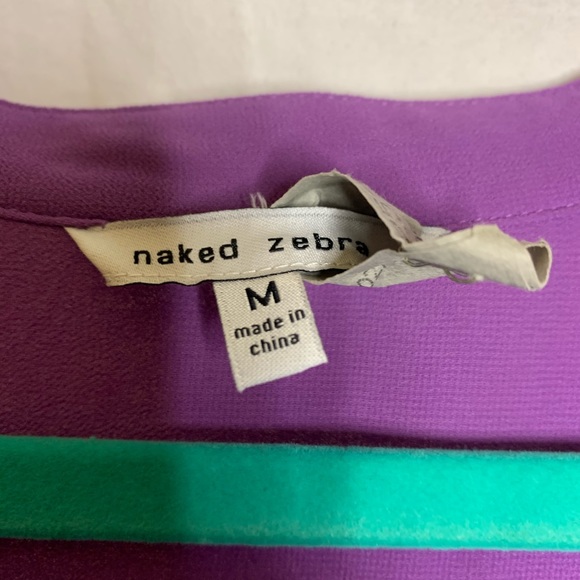 naked zebra
M
made in
china